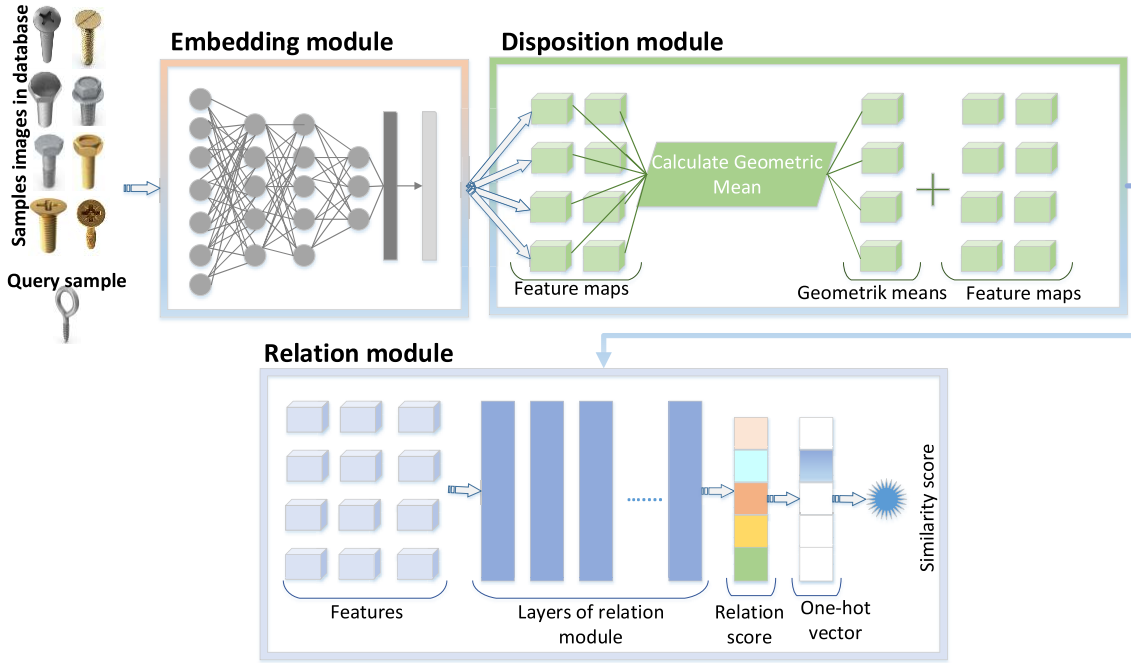 Samples images in database
Query sample
Embedding module
Disposition module
Calculate Geometric
Mean
Feature maps
Geometrik means
Feature maps
Relation module
Features
Layers of relation
module
Relation
score
One-hot
vector
Similarity score